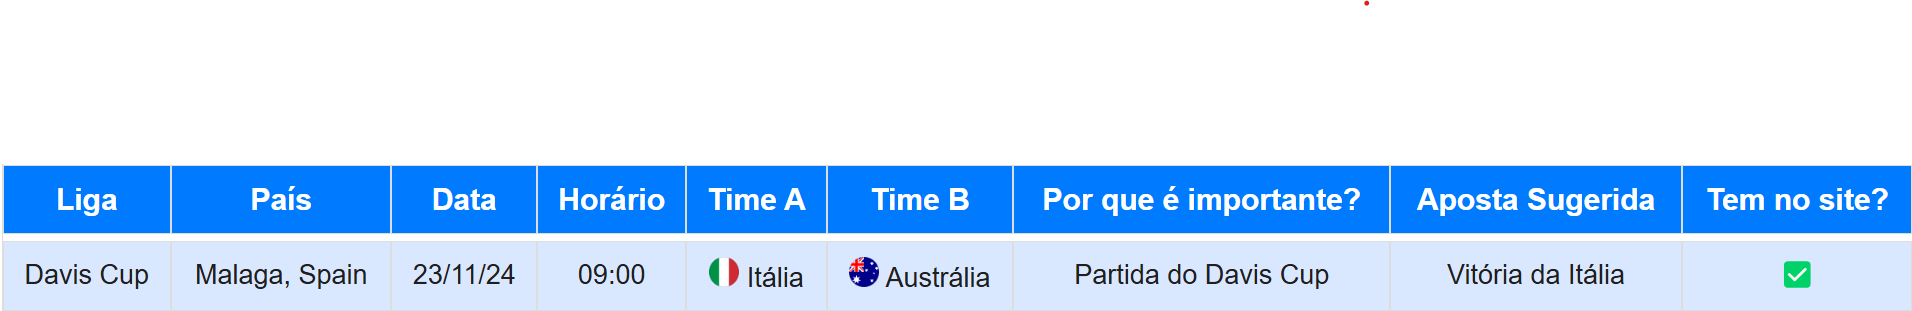 Liga País Data Horário Time A Time B Por que é importante? Aposta Sugerida Tem no site?
Davis Cup Malaga, Spain 23/11/24 09:00 Itália Austrália Partida do Davis Cup Vitória da Itália